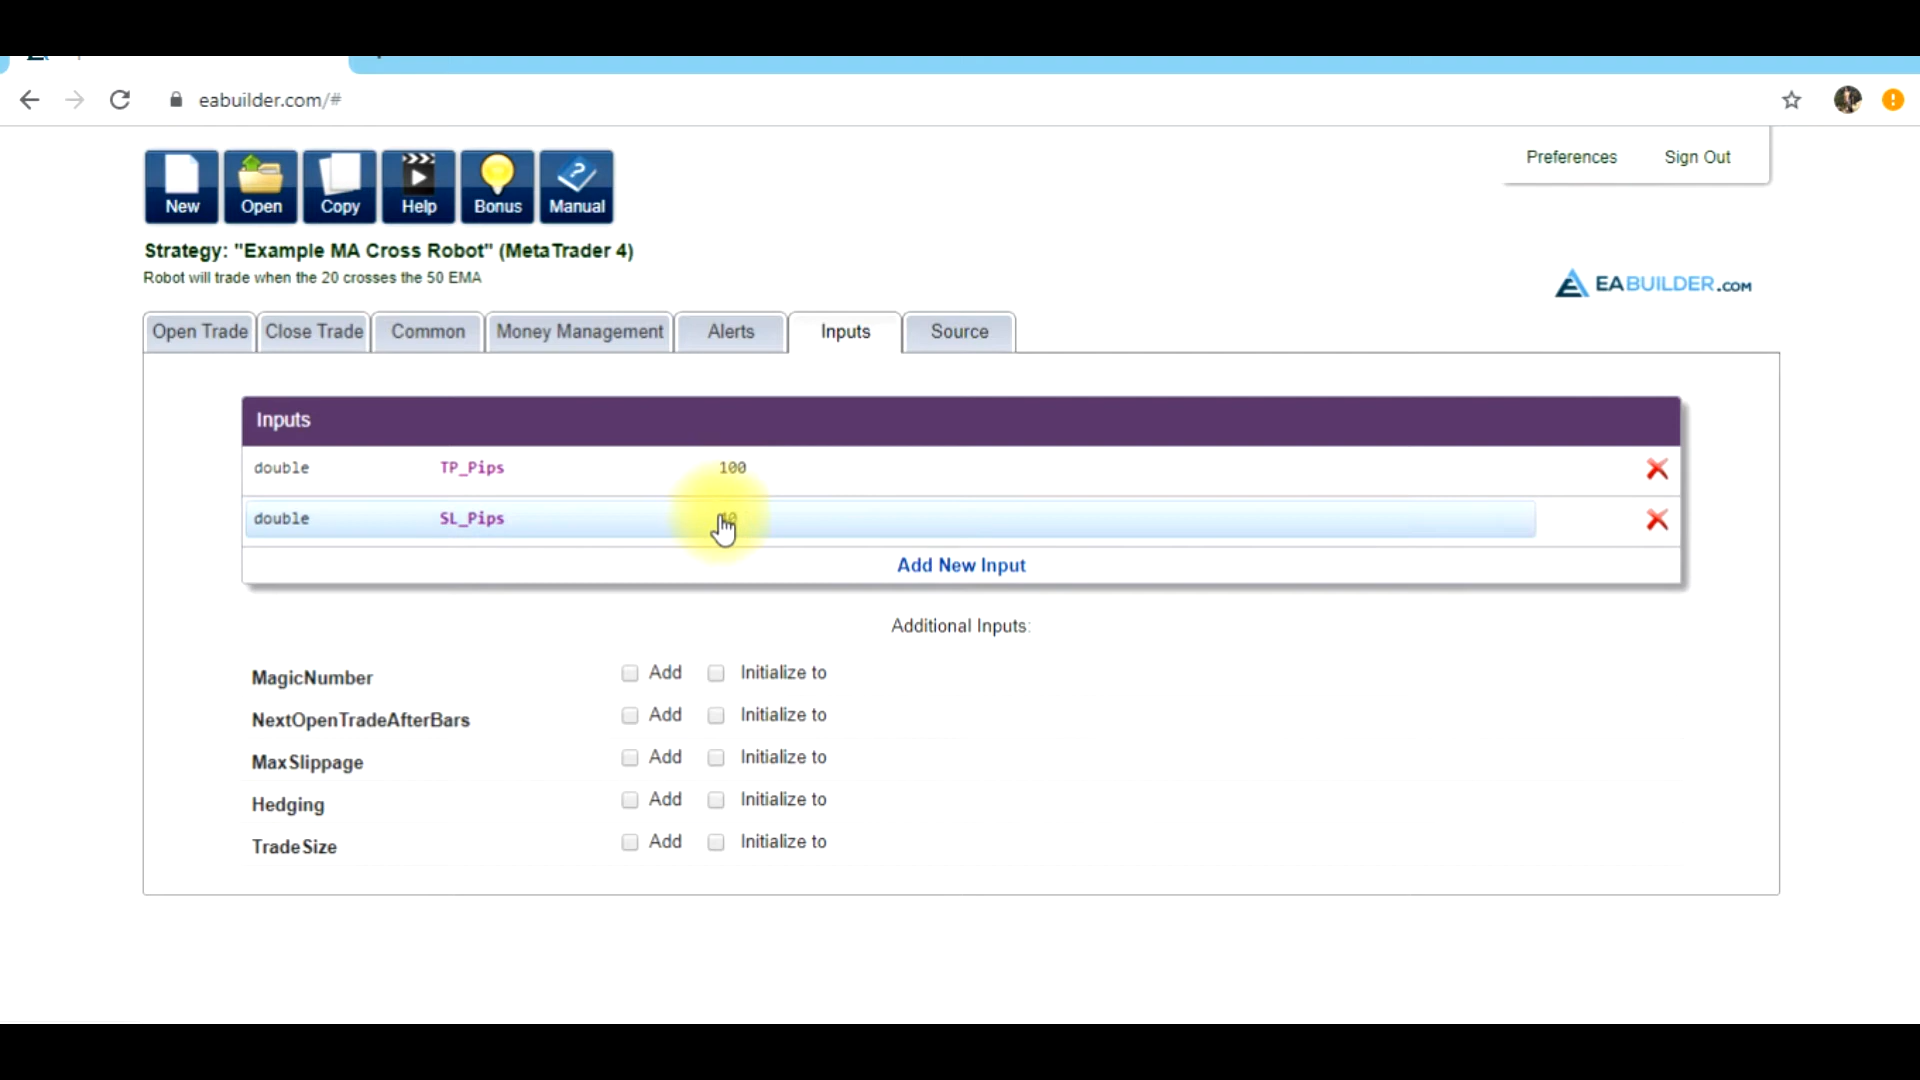 eabuilder.com/#
Preferences Sign Out
New Open Copy Help Bonus Manual
Strategy: "Example MA Cross Robot" (MetaTrader 4)
Robot will trade when the 20 crosses the 50 EMA
EABUILDER.COM
Open Trade Close Trade Common Money Management Alerts Inputs Source
Inputs
double TP_Pips 100
double SL_Pips
Add New Input
Additional Inputs:
MagicNumber Add Initialize to
NextOpenTradeAfterBars Add Initialize to
MaxSlippage Add Initialize to
Hedging Add Initialize to
TradeSize Add Initialize to